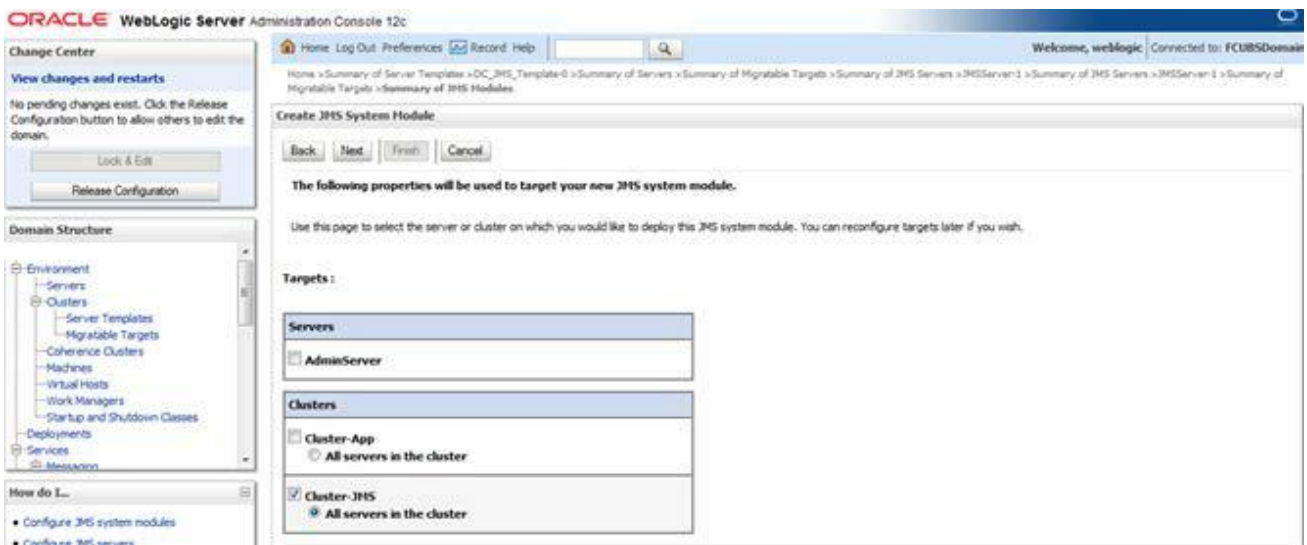 ORACLE WebLogic Server Administration Console 12c
Change Center
View changes and restarts
No pending changes exist. Click the Release
Configuration button to allow others to edit the
domain.
Lock & Edit
Release Configuration
Domain Structure
Environment
Servers
Clusters
Server Templates
Migratable Targets
Coherence Clusters
Machines
Virtual Hosts
Work Managers
Startup and Shutdown Classes
Deployments
Services
Messaging
How do I...
Configure JMS system modules
Configure JMS servers
Home Log Out Preferences Record Help
Welcome, weblogic Connected to: FCUBSDomain
Home >Summary of Server Templates >DC_JMS_Template-0 >Summary of Servers >Summary of Migratable Targets >Summary of JMS Servers >JMSServer-1 >Summary of JMS Servers >JMSServer-1 >Summary of
Migratable Targets >Summary of JMS Modules
Create JMS System Module
Back Next Finish Cancel
The following properties will be used to target your new JMS system module.
Use this page to select the server or cluster on which you would like to deploy this JMS system module. You can reconfigure targets later if you wish.
Targets :
Servers
AdminServer
Clusters
Cluster-App
All servers in the cluster
Cluster-JMS
All servers in the cluster